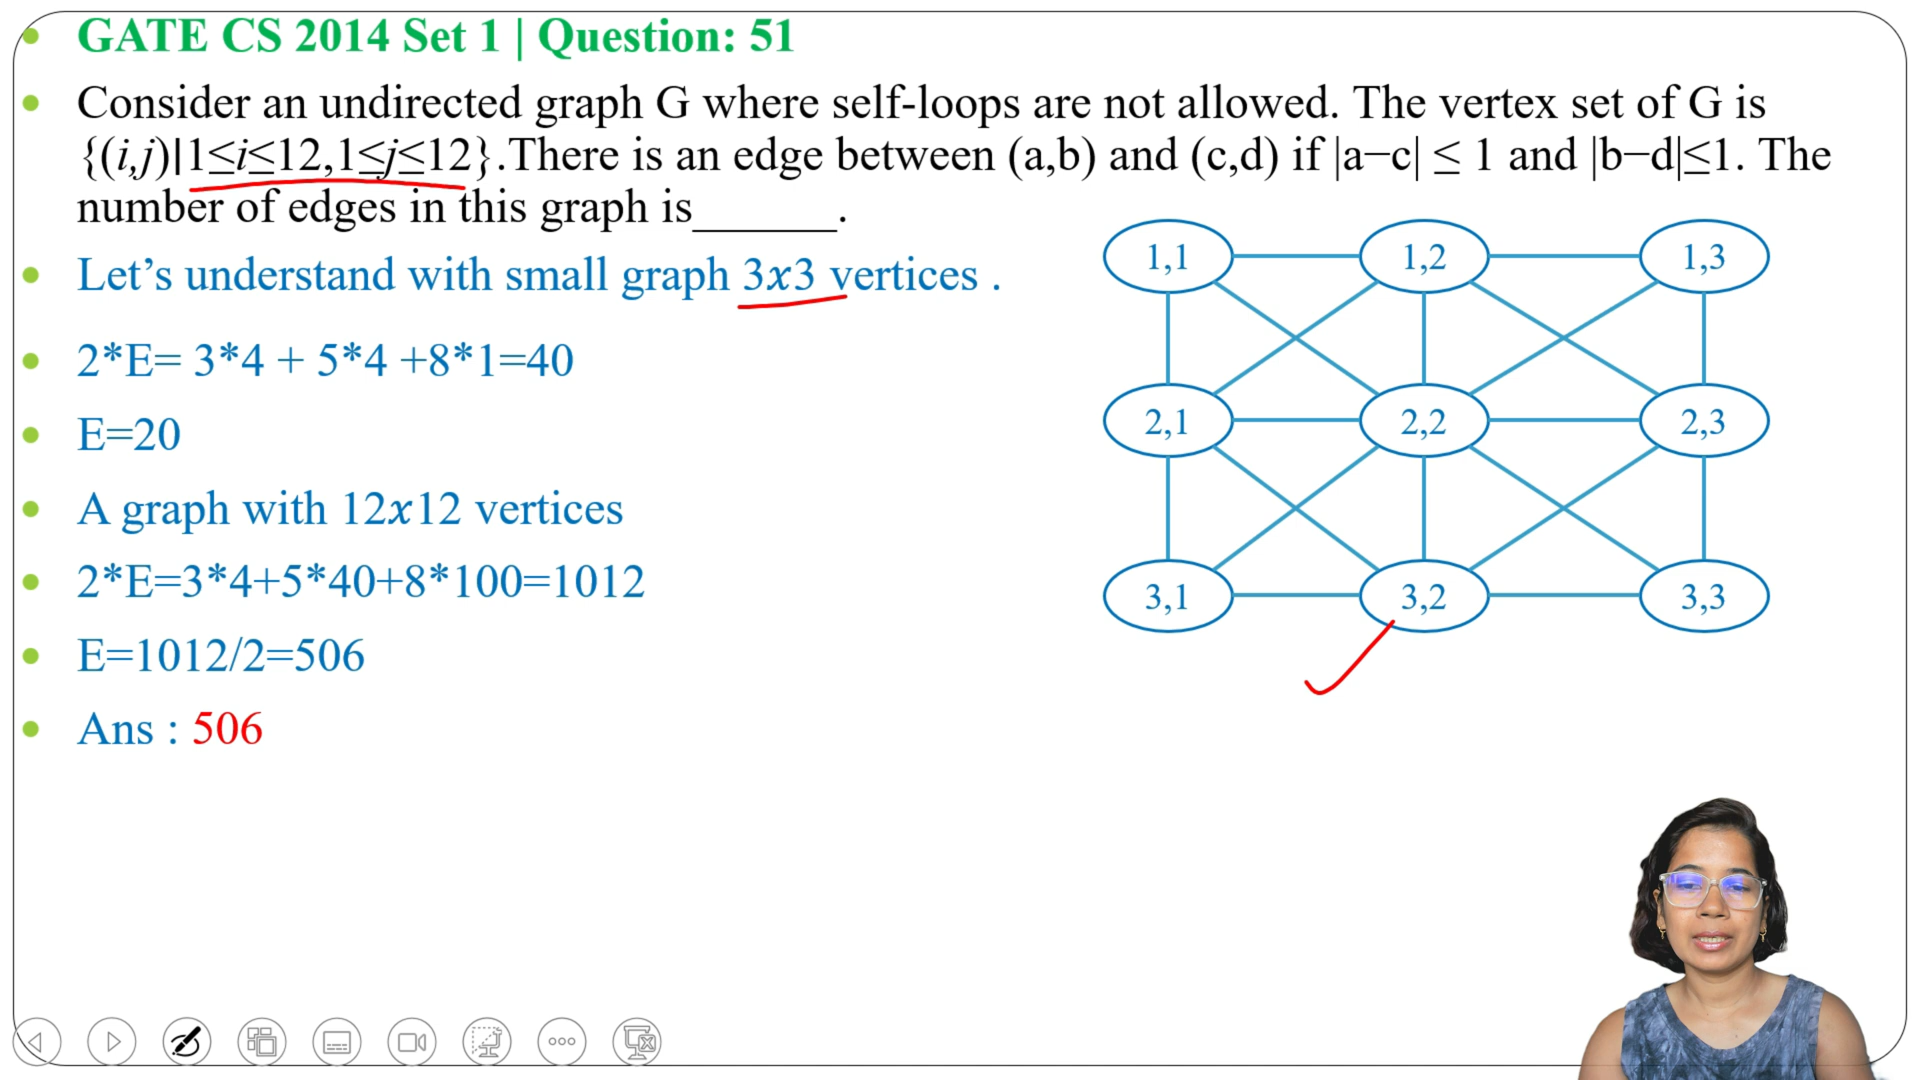 GATE CS 2014 Set 1 | Question: 51
Consider an undirected graph G where self-loops are not allowed. The vertex set of G is
{(i,j)|1≤i≤12,1≤j≤12}.There is an edge between (a,b) and (c,d) if |a−c| ≤ 1 and |b−d|≤1. The
number of edges in this graph is______.
Let’s understand with small graph 3x3 vertices .
2*E= 3*4 + 5*4 +8*1=40
E=20
A graph with 12x12 vertices
2*E=3*4+5*40+8*100=1012
E=1012/2=506
Ans : 506
1,1 1,2 1,3
2,1 2,2 2,3
3,1 3,2 3,3